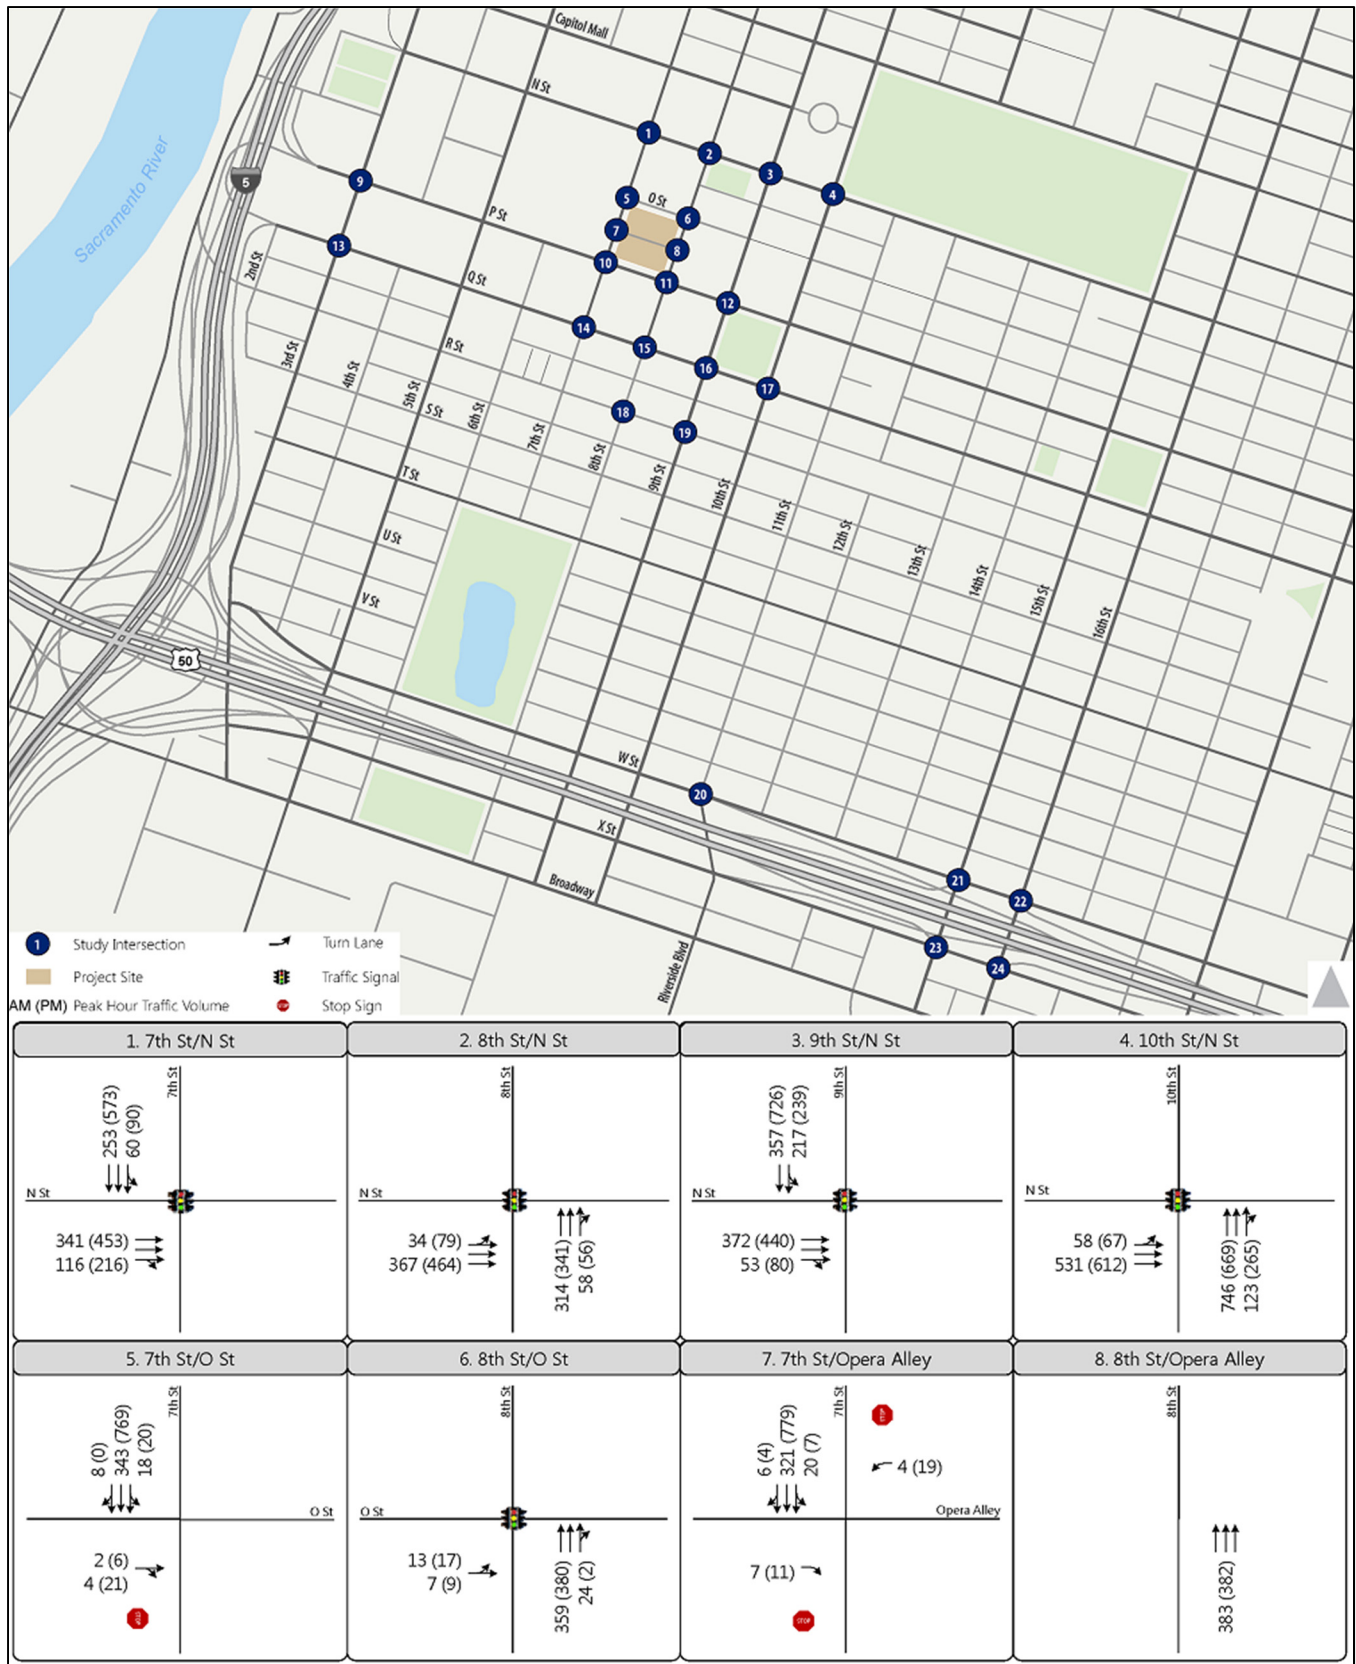 Capitol Mall
N St
1
2
3
4
Sacramento River
5
9
5
O St
6
7
8
P St
10
13
11
2nd St
Q St
12
14
15
3rd St
R St
16
4th St
17
5th St
S St
6th St
18
7th St
19
8th St
T St
9th St
10th St
11th St
12th St
U St
13th St
14th St
15th St
V St
16th St
50
W St
20
X St
21
Broadway
22
1 Study Intersection
Turn Lane
23
Riverside Blvd
24
Project Site
Traffic Signal
AM (PM) Peak Hour Traffic Volume
STOP Stop Sign
1. 7th St/N St
2. 8th St/N St
3. 9th St/N St
4. 10th St/N St
7th St
253 (573)
60 (90)
N St
341 (453)
116 (216)
8th St
N St
34 (79)
367 (464)
314 (341)
58 (56)
9th St
357 (726)
217 (239)
N St
372 (440)
53 (80)
10th St
N St
58 (67)
531 (612)
746 (669)
123 (265)
5. 7th St/O St
6. 8th St/O St
7. 7th St/Opera Alley
8. 8th St/Opera Alley
7th St
8 (0)
343 (769)
18 (20)
O St
2 (6)
4 (21)
STOP
8th St
O St
13 (17)
7 (9)
359 (380)
24 (2)
7th St
STOP
6 (4)
321 (779)
20 (7)
4 (19)
Opera Alley
7 (11)
STOP
8th St
383 (382)